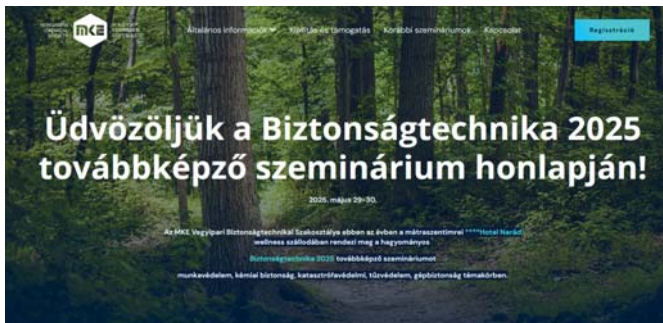 MKE
Általános információk Kiállítás és támogatás Korábbi szemináriumok Kapcsolat
Regisztráció
Üdvözöljük a Biztonságtechnika 2025
továbbképző szeminárium honlapján!
2025. május 29-30.
Az MKE Vegyipari Biztonságtechnikai Szakosztálya ebben az évben a mátraszentimrei ****Hotel Narád
wellness szállodában rendezi meg a hagyományos
Biztonságtechnika 2025 továbbképző szemináriumot
munkavédelem, kémiai biztonság, katasztrófavédelmi, tűzvédelem, gépbiztonság témakörben.